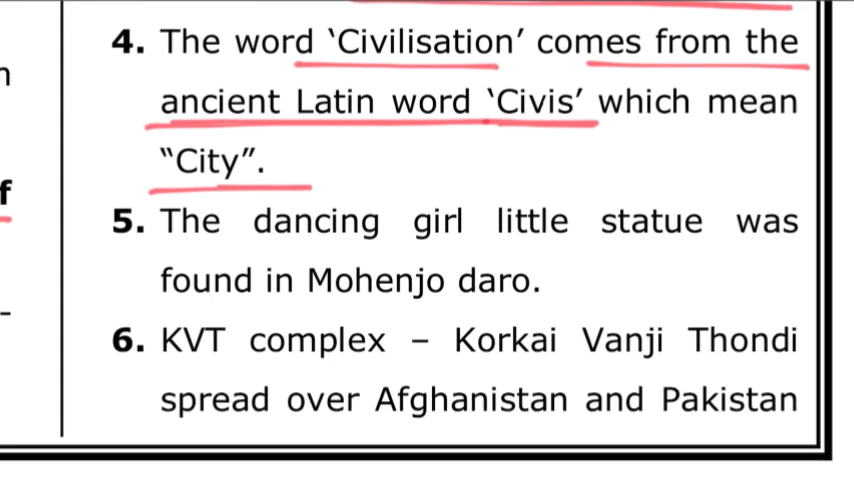 4. The word ‘Civilisation’ comes from the
ancient Latin word ‘Civis’ which mean
“City”.
f
5. The dancing girl little statue was
found in Mohenjo daro.
-
6. KVT complex – Korkai Vanji Thondi
spread over Afghanistan and Pakistan